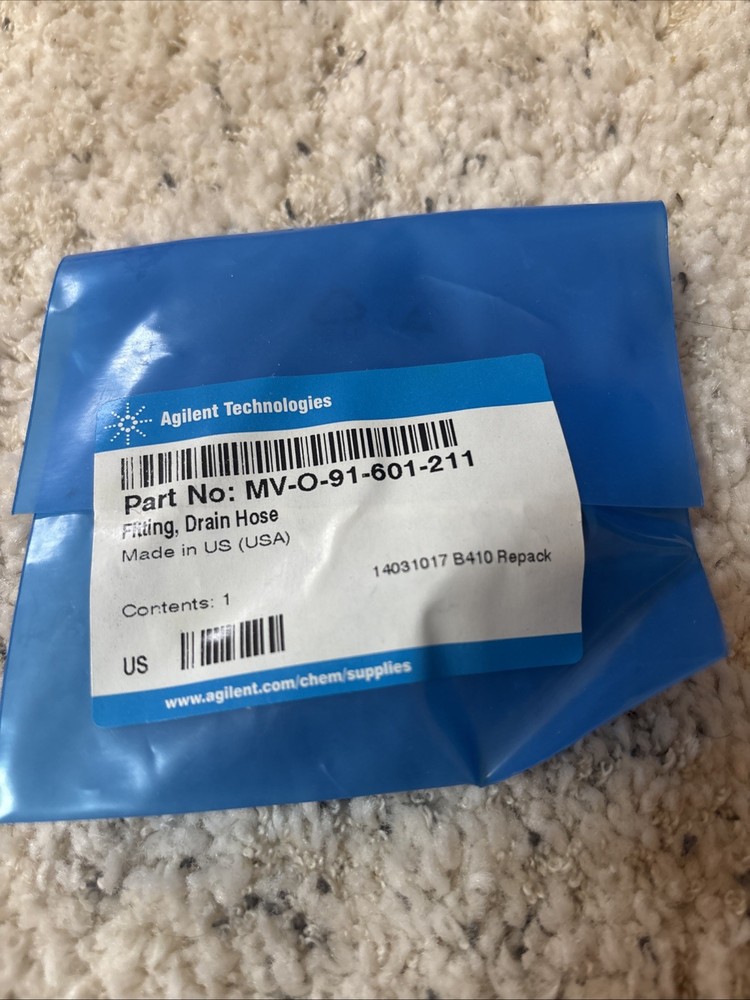 Agilent Technologies
Part No: MV-O-91-601-211
Fitting, Drain Hose
Made in US (USA)
14031017 B410 Repack
Contents: 1
US
www.agilent.com/chem/supplies